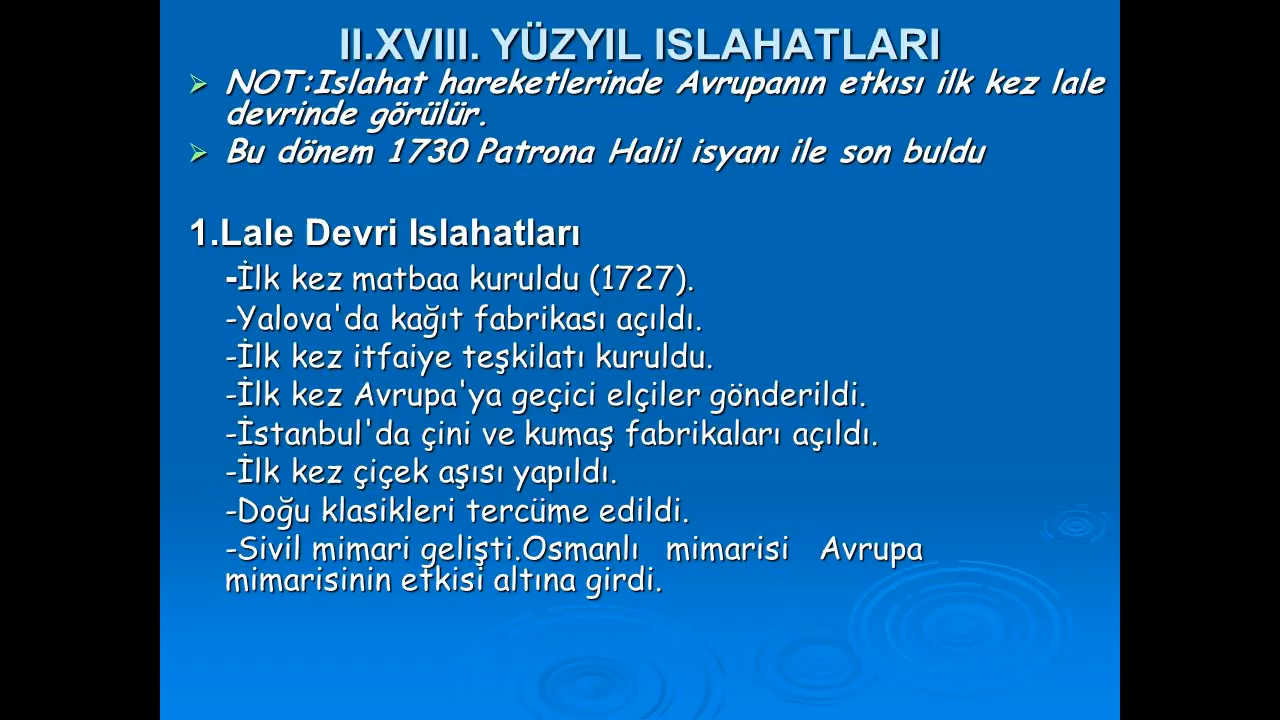 II.XVIII. YÜZYIL ISLAHATLARI
NOT:Islahat hareketlerinde Avrupanın etkısı ilk kez lale
devrinde görülür.
Bu dönem 1730 Patrona Halil isyanı ile son buldu
1.Lale Devri Islahatları
-İlk kez matbaa kuruldu (1727).
-Yalova'da kağıt fabrikası açıldı.
-İlk kez itfaiye teşkilatı kuruldu.
-İlk kez Avrupa'ya geçici elçiler gönderildi.
-İstanbul'da çini ve kumaş fabrikaları açıldı.
-İlk kez çiçek aşısı yapıldı.
-Doğu klasikleri tercüme edildi.
-Sivil mimari gelişti.Osmanlı mimarisi Avrupa
mimarisinin etkisi altına girdi.